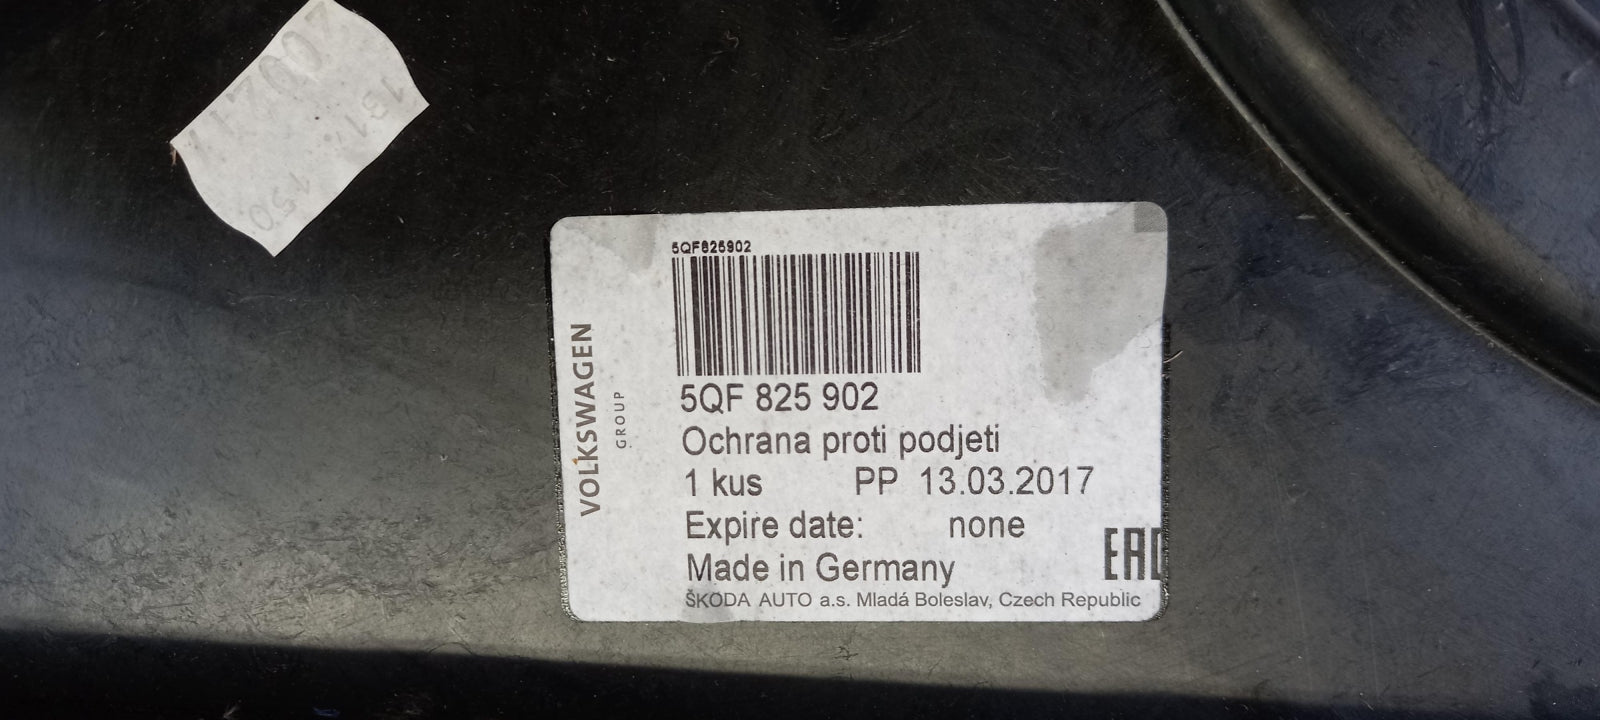 5QF825902
VOLKSWAGEN
GROUP
5QF 825 902
Ochrana proti podjeti
1 kus PP 13.03.2017
Expire date: none
Made in Germany
EAC
ŠKODA AUTO a.s. Mladá Boleslav, Czech Republic